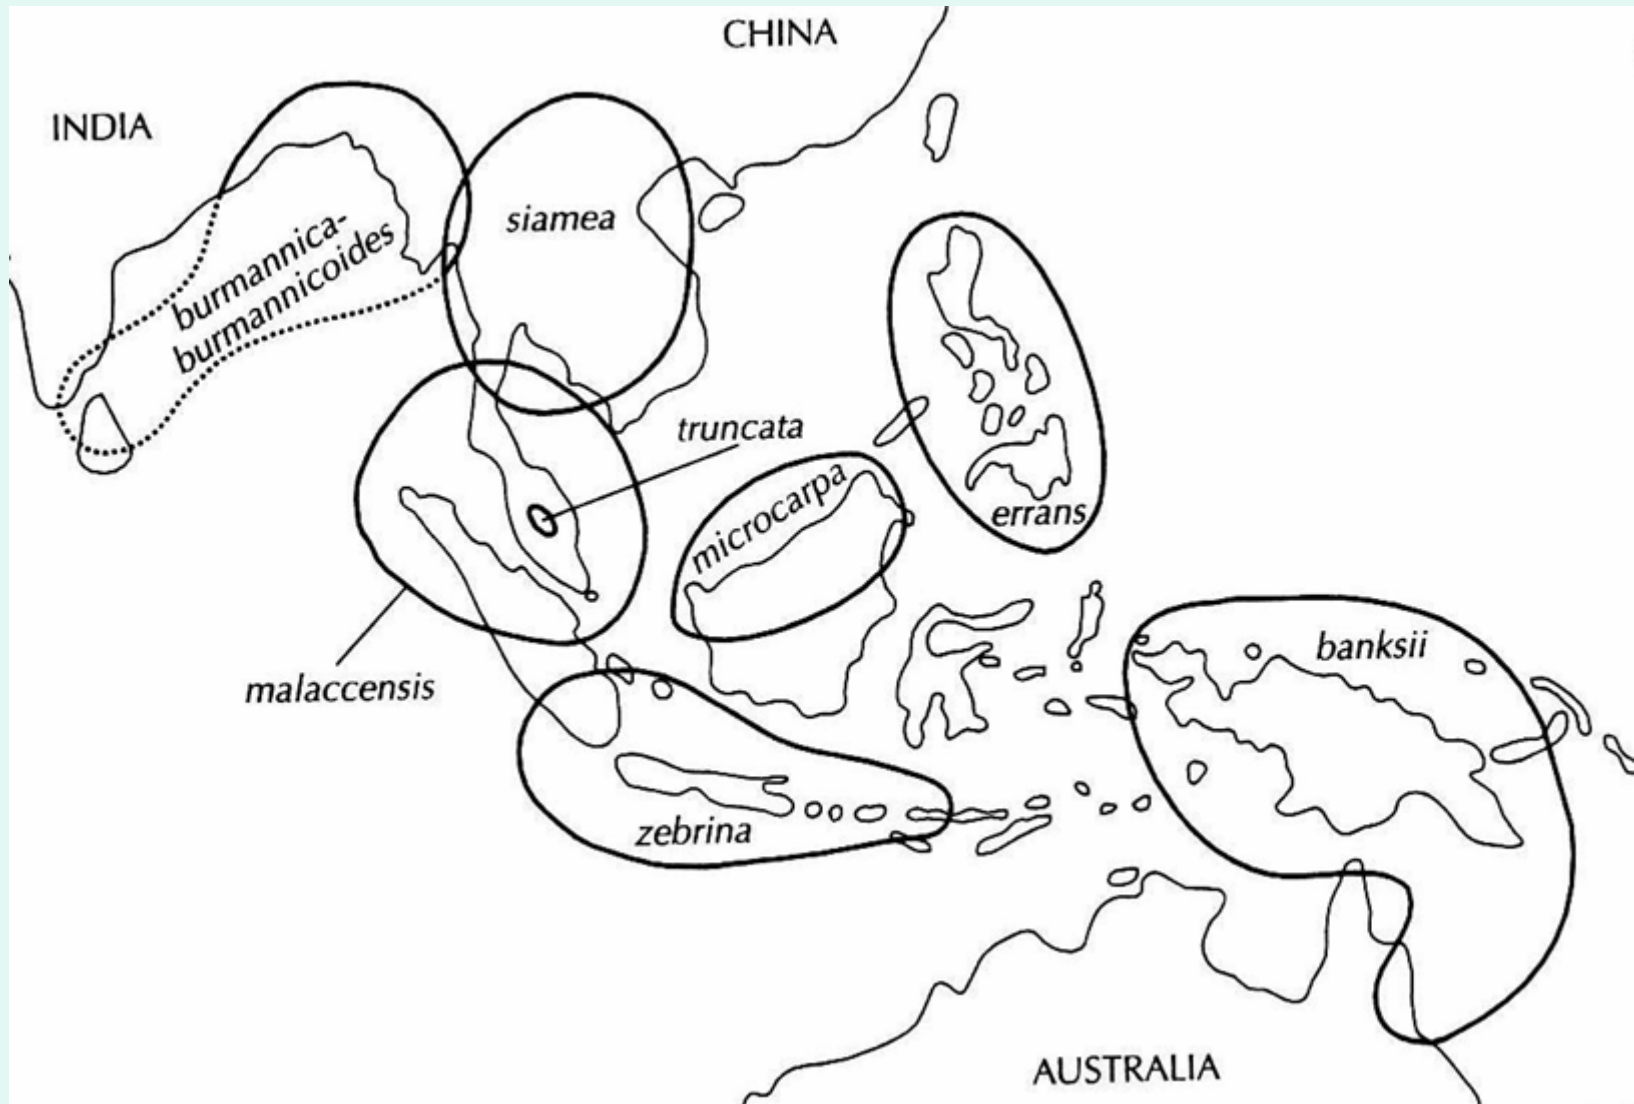 CHINA
INDIA
siamea
burmannica-
burmannicoides
truncata
microcarpa
errans
banksii
malaccensis
zebrina
AUSTRALIA